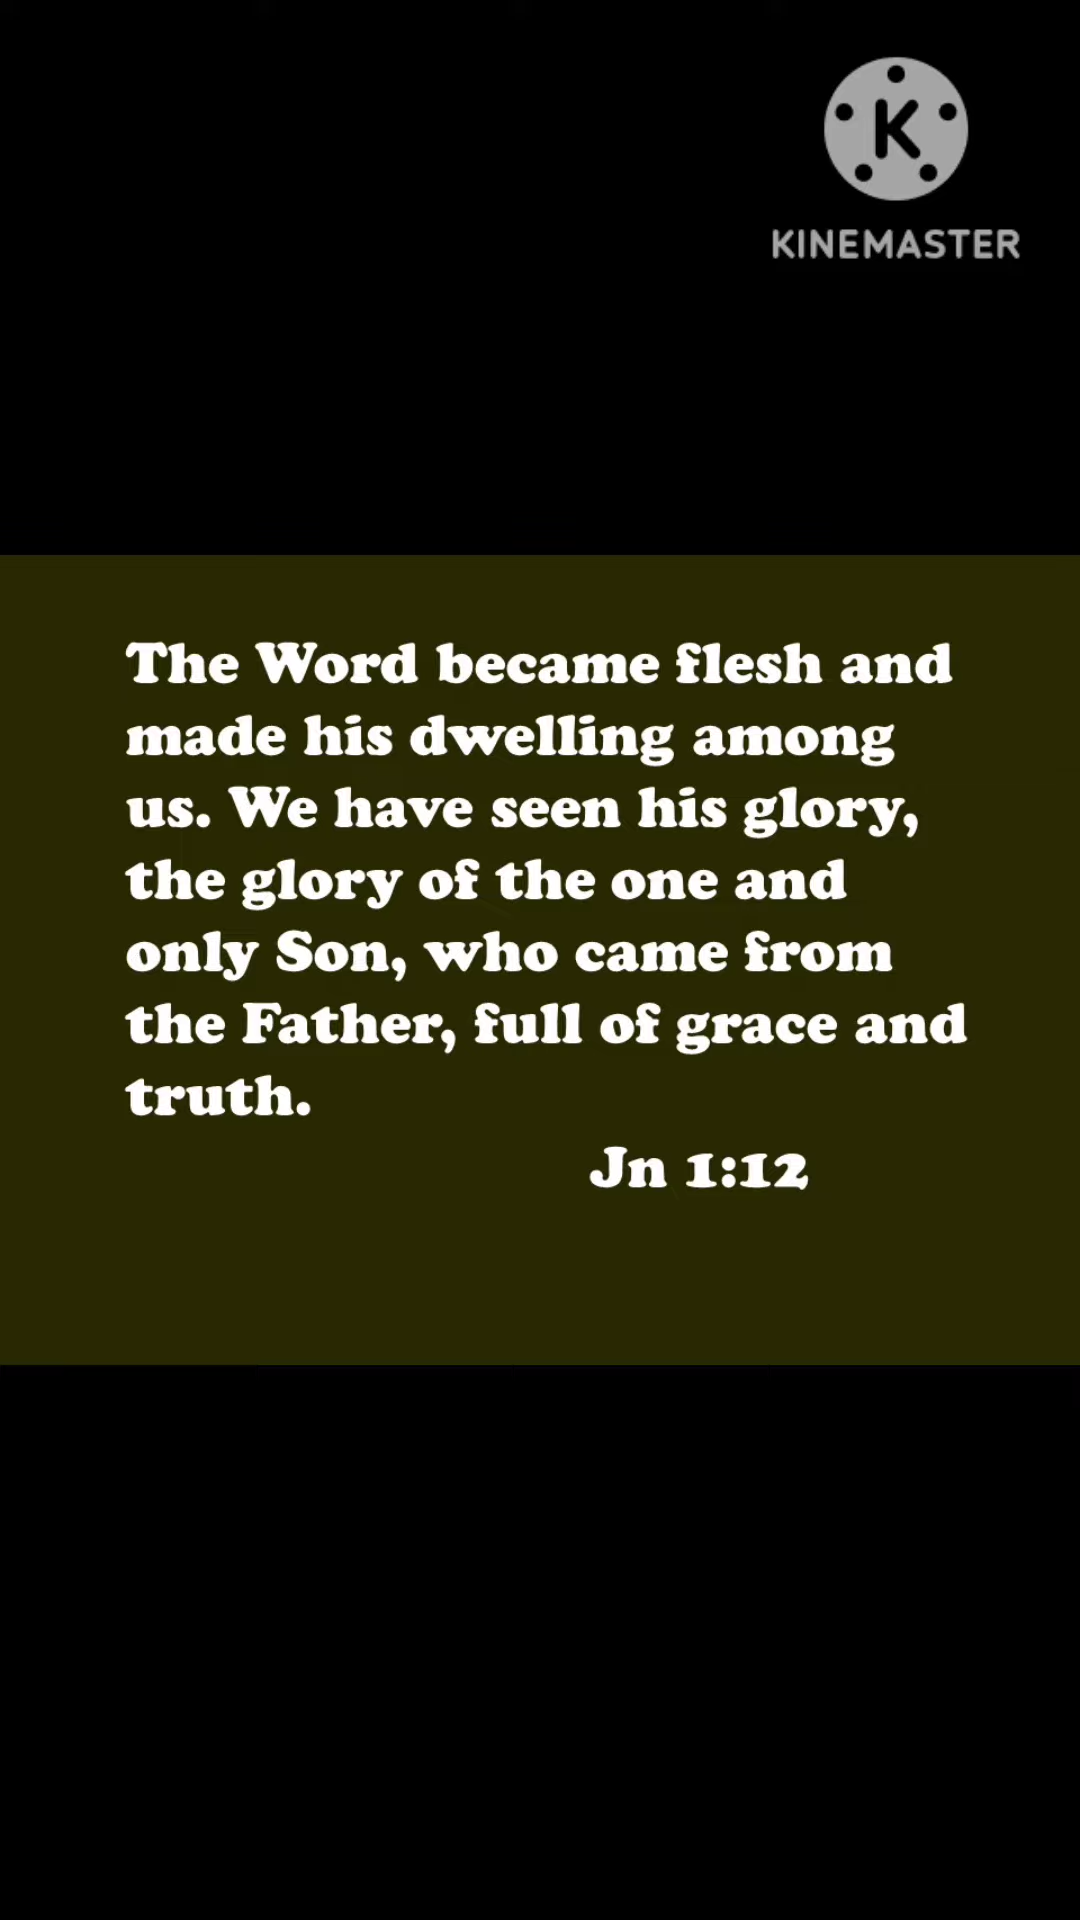 K
KINEMASTER
The Word became flesh and
made his dwelling among
us. We have seen his glory,
the glory of the one and
only Son, who came from
the Father, full of grace and
truth.
Jn 1:12